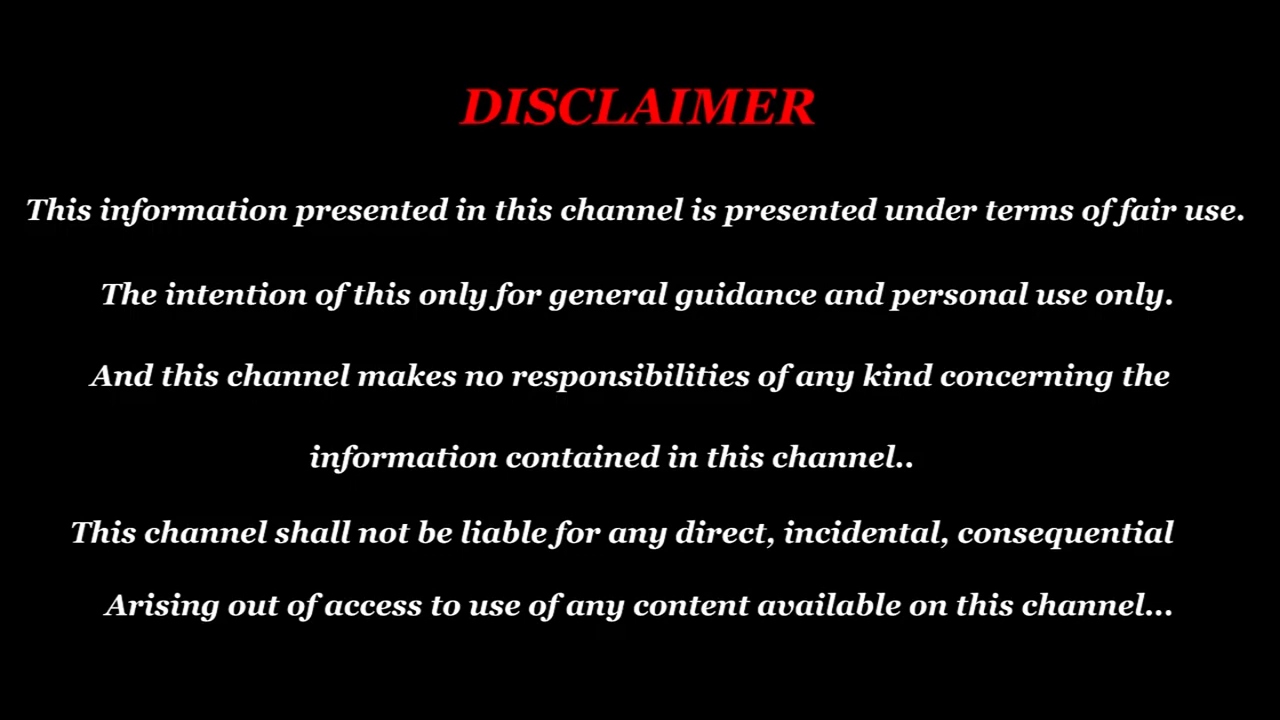 DISCLAIMER
This information presented in this channel is presented under terms of fair use.
The intention of this only for general guidance and personal use only.
And this channel makes no responsibilities of any kind concerning the
information contained in this channel..
This channel shall not be liable for any direct, incidental, consequential
Arising out of access to use of any content available on this channel...